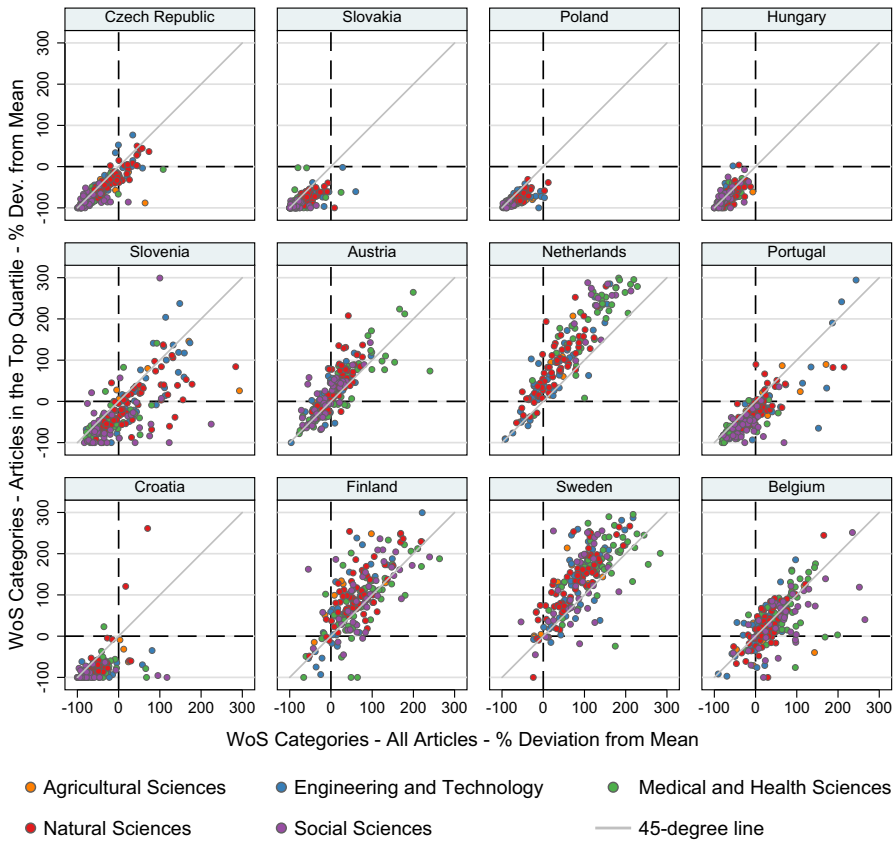 Czech Republic Slovakia Poland Hungary
300
200
100
0
-100
Slovenia Austria Netherlands Portugal
300
200
100
0
-100
Croatia Finland Sweden Belgium
300
200
100
0
-100
-100 0 100 200 300 -100 0 100 200 300 -100 0 100 200 300 -100 0 100 200 300
WoS Categories - Articles in the Top Quartile - % Dev. from Mean
WoS Categories - All Articles - % Deviation from Mean
Agricultural Sciences Engineering and Technology Medical and Health Sciences
Natural Sciences Social Sciences 45-degree line